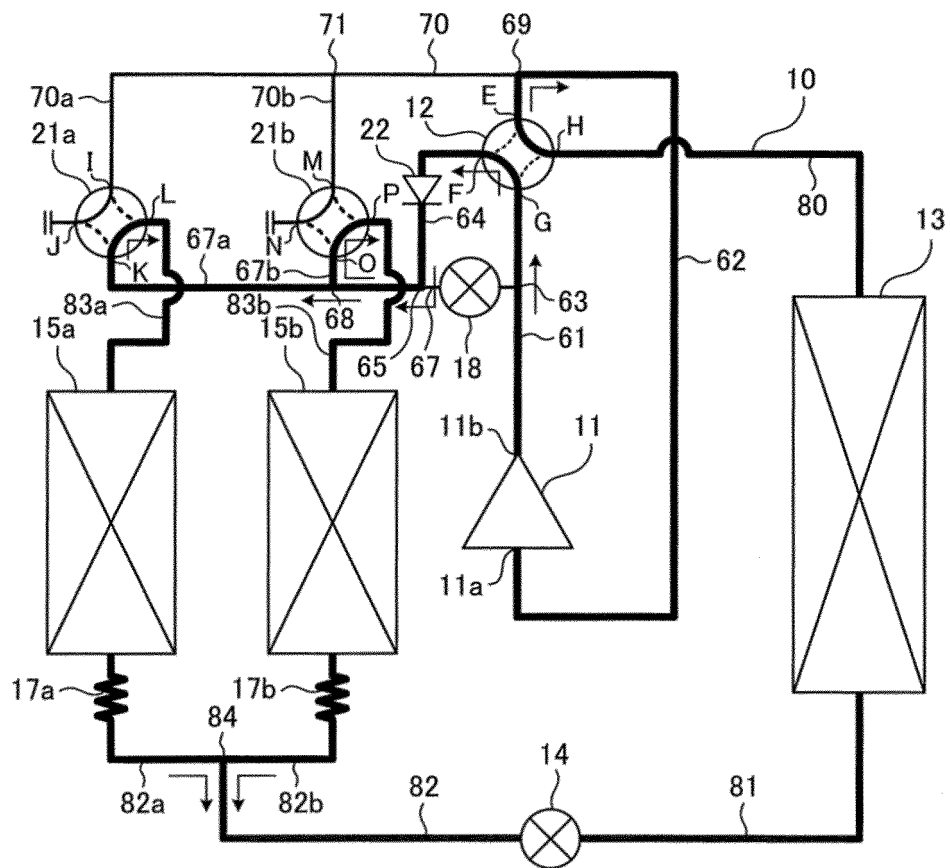 71 70 69
70a 70b 12 E H 10
21a 21b 22
I L M P F G 80
J K N O 64
67a 67b 62 13
83a 68 83b 63
15a 15b 65 67 18 61
11b 11
11a
17a 17b
84 14
82a 82b 82 81